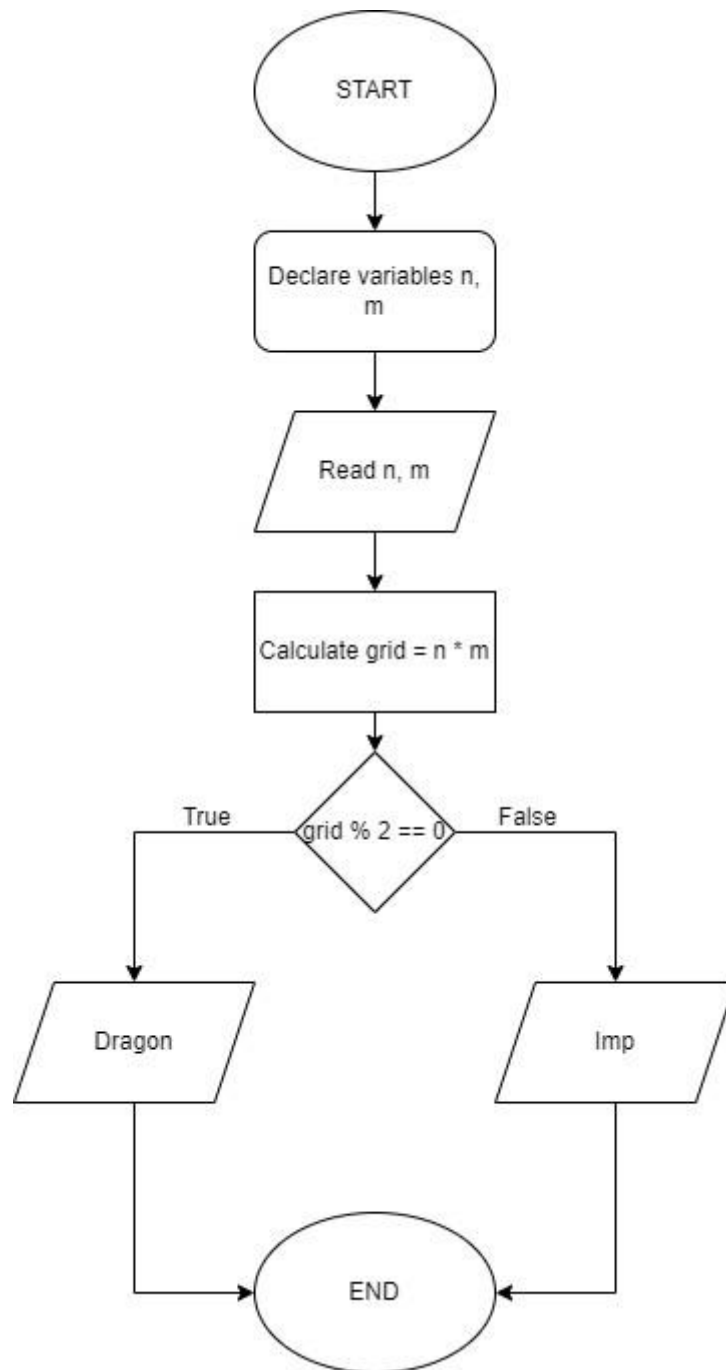 START
Declare variables n,
m
Read n, m
Calculate grid = n * m
grid % 2 == 0
True
False
Dragon
Imp
END